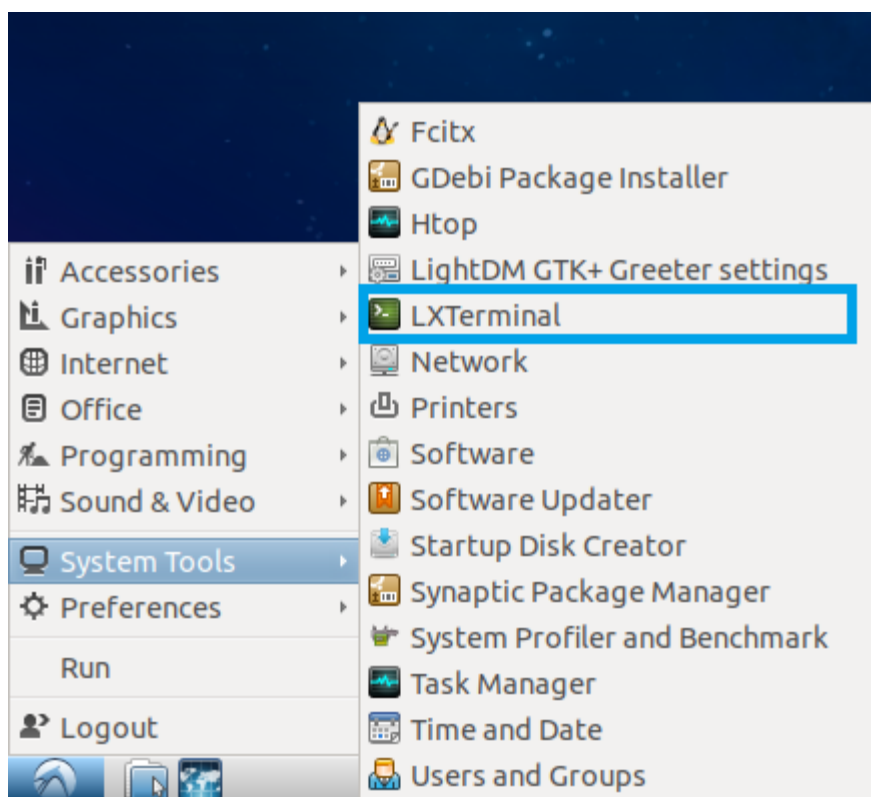 Accessories
Graphics
Internet
Office
Programming
Sound & Video
System Tools
Preferences
Run
Logout
Fcitx
GDebi Package Installer
Htop
LightDM GTK+ Greeter settings
LXTerminal
Network
Printers
Software
Software Updater
Startup Disk Creator
Synaptic Package Manager
System Profiler and Benchmark
Task Manager
Time and Date
Users and Groups